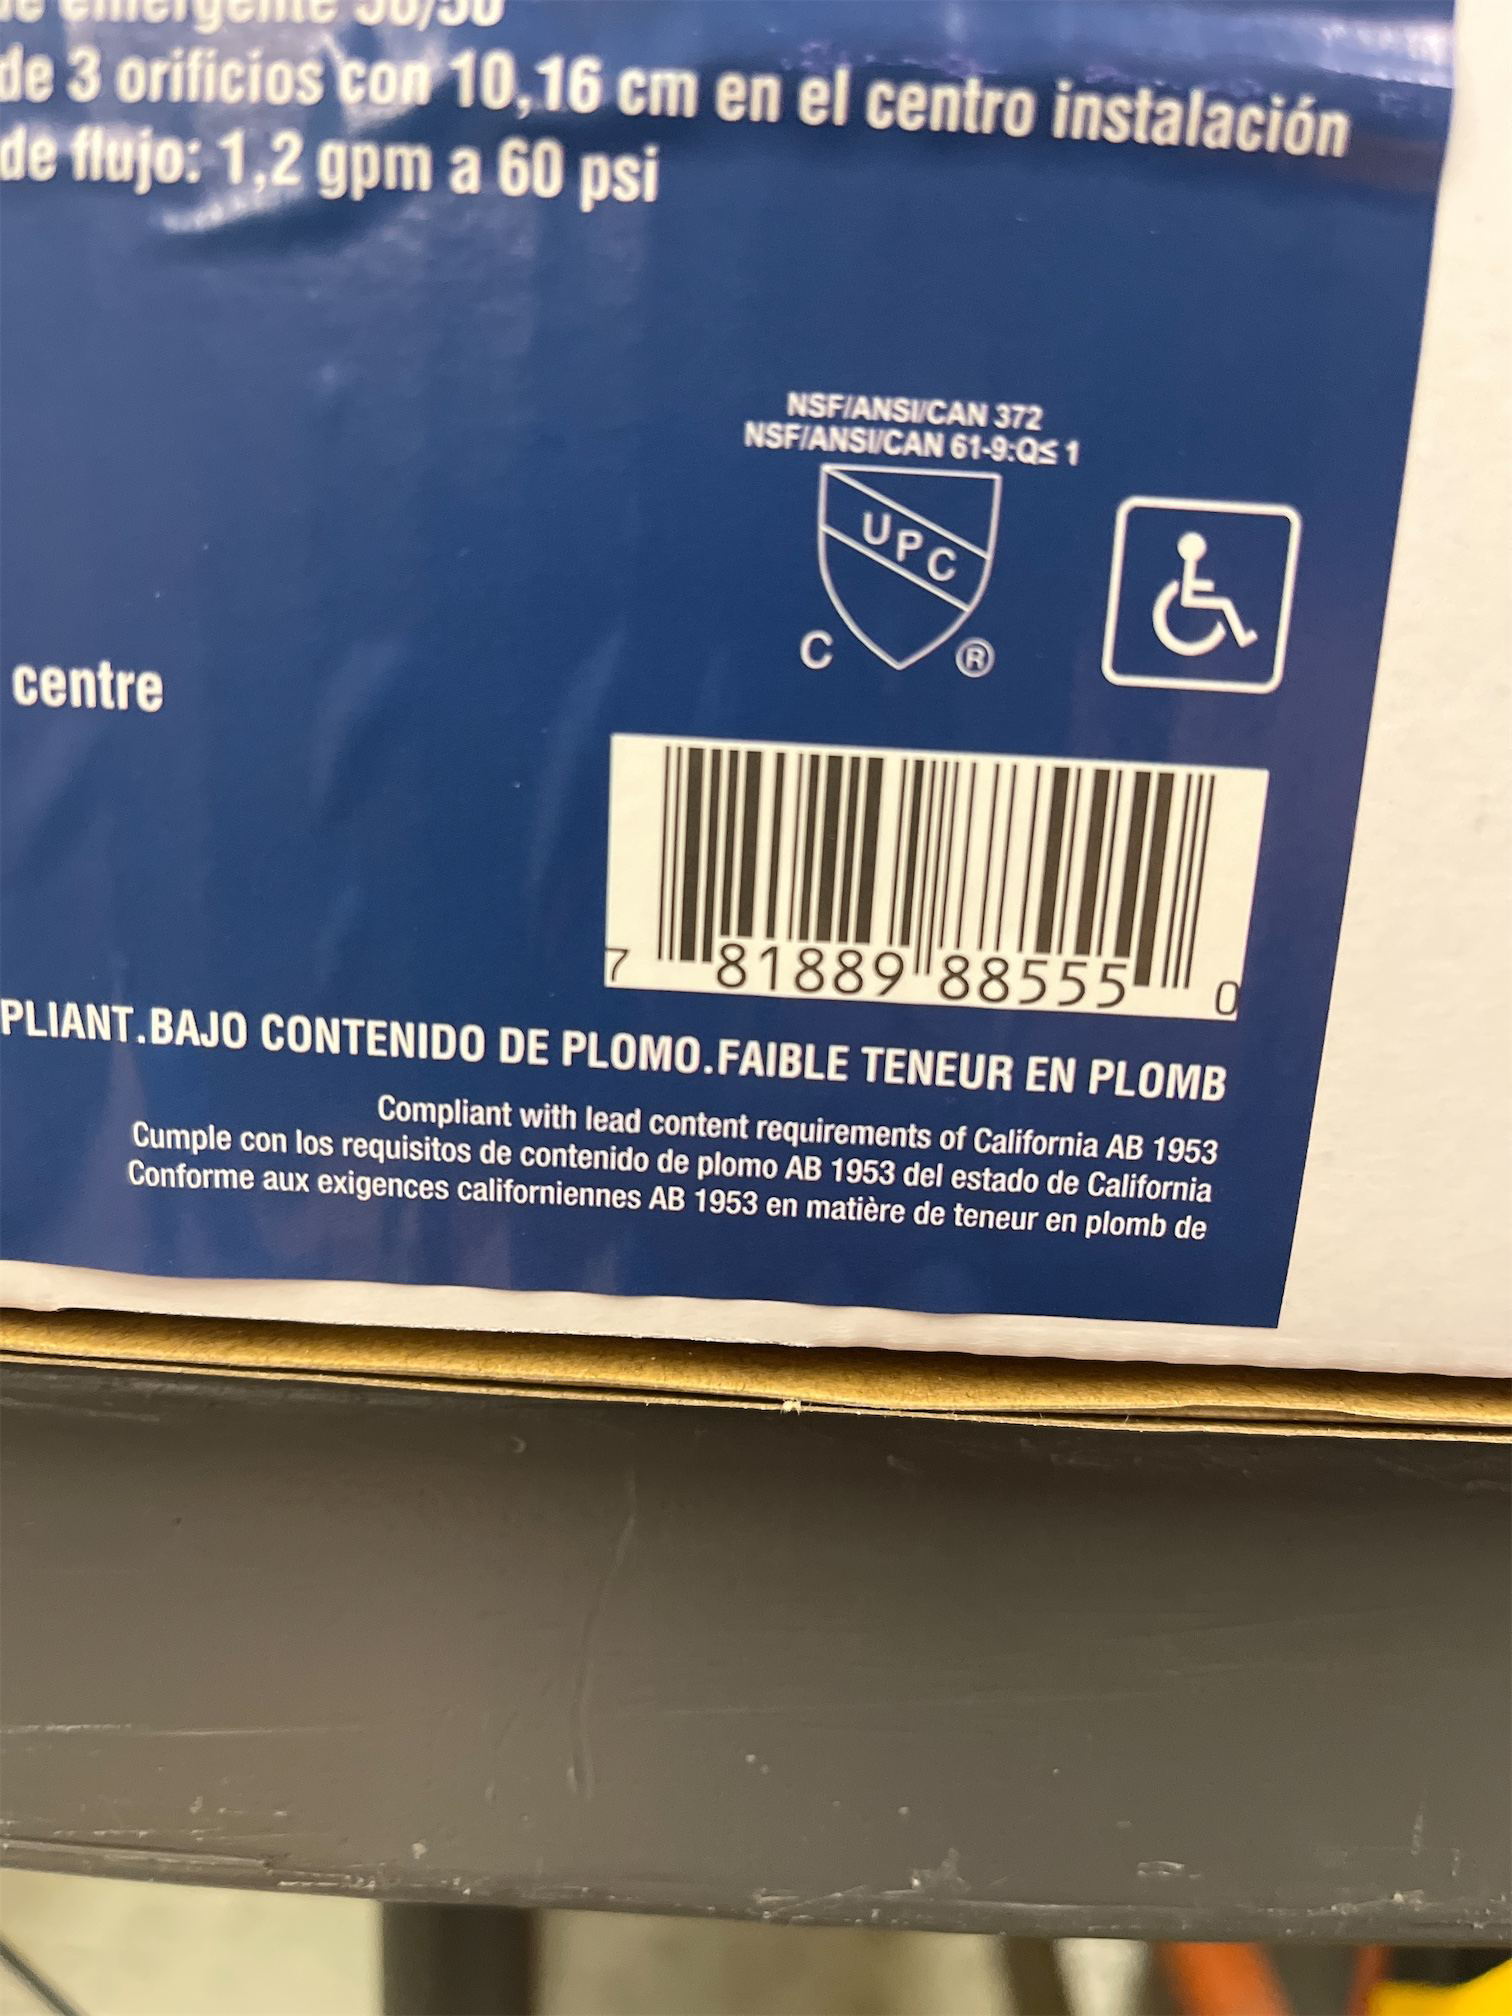 de emergente 50/50
de 3 orificios con 10,16 cm en el centro instalación
de flujo: 1,2 gpm a 60 psi
NSF/ANSI/CAN 372
NSF/ANSI/CAN 61-9:Q≤ 1
UPC
C ®
centre
7 81889 88555 0
PLIANT.BAJO CONTENIDO DE PLOMO.FAIBLE TENEUR EN PLOMB
Compliant with lead content requirements of California AB 1953
Cumple con los requisitos de contenido de plomo AB 1953 del estado de California
Conforme aux exigences californiennes AB 1953 en matière de teneur en plomb de